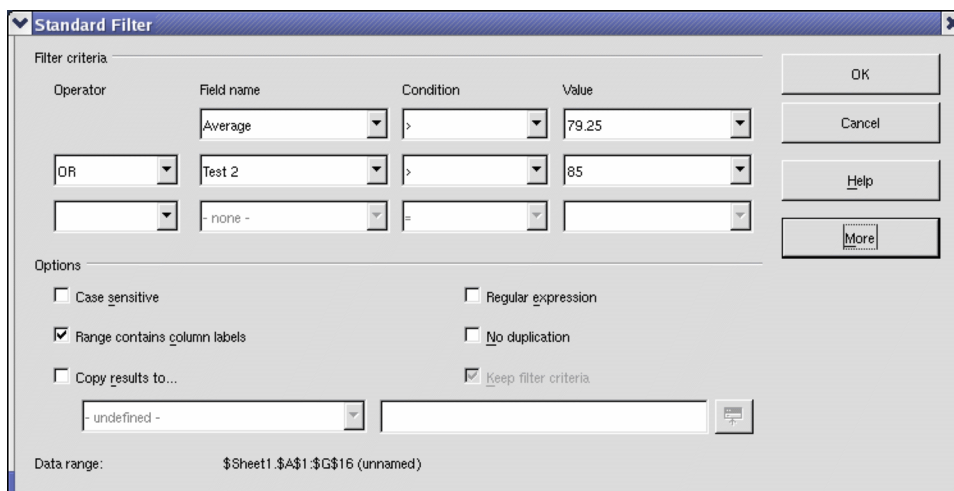 Standard Filter
Filter criteria
OK
Operator Field name Condition Value
Average > 79.25
Cancel
OR Test 2 > 85
Help
- none - =
More
Options
Case sensitive Regular expression
Range contains column labels No duplication
Copy results to... Keep filter criteria
- undefined -
Data range: $Sheet1.$A$1:$G$16 (unnamed)